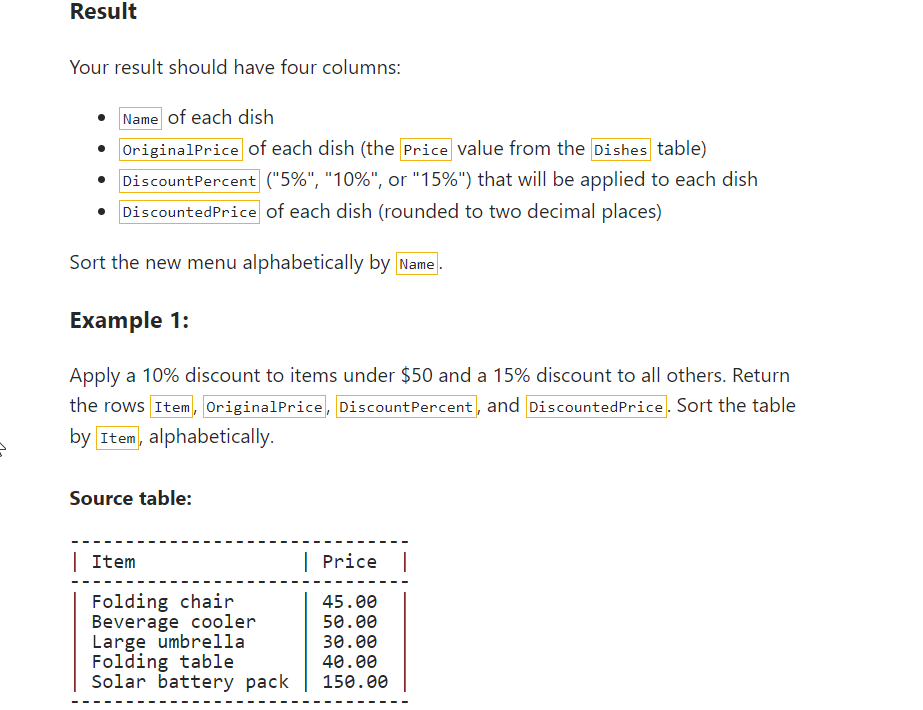 Result
Your result should have four columns:
• Name of each dish
• OriginalPrice of each dish (the Price value from the Dishes table)
• DiscountPercent ("5%", "10%", or "15%") that will be applied to each dish
• DiscountedPrice of each dish (rounded to two decimal places)
Sort the new menu alphabetically by Name.
Example 1:
Apply a 10% discount to items under $50 and a 15% discount to all others. Return
the rows Item, OriginalPrice, DiscountPercent, and DiscountedPrice. Sort the table
by Item, alphabetically.
Source table:
-------------------------------
| Item | Price |
-------------------------------
| Folding chair | 45.00 |
| Beverage cooler | 50.00 |
| Large umbrella | 30.00 |
| Folding table | 40.00 |
| Solar battery pack | 150.00 |
-------------------------------